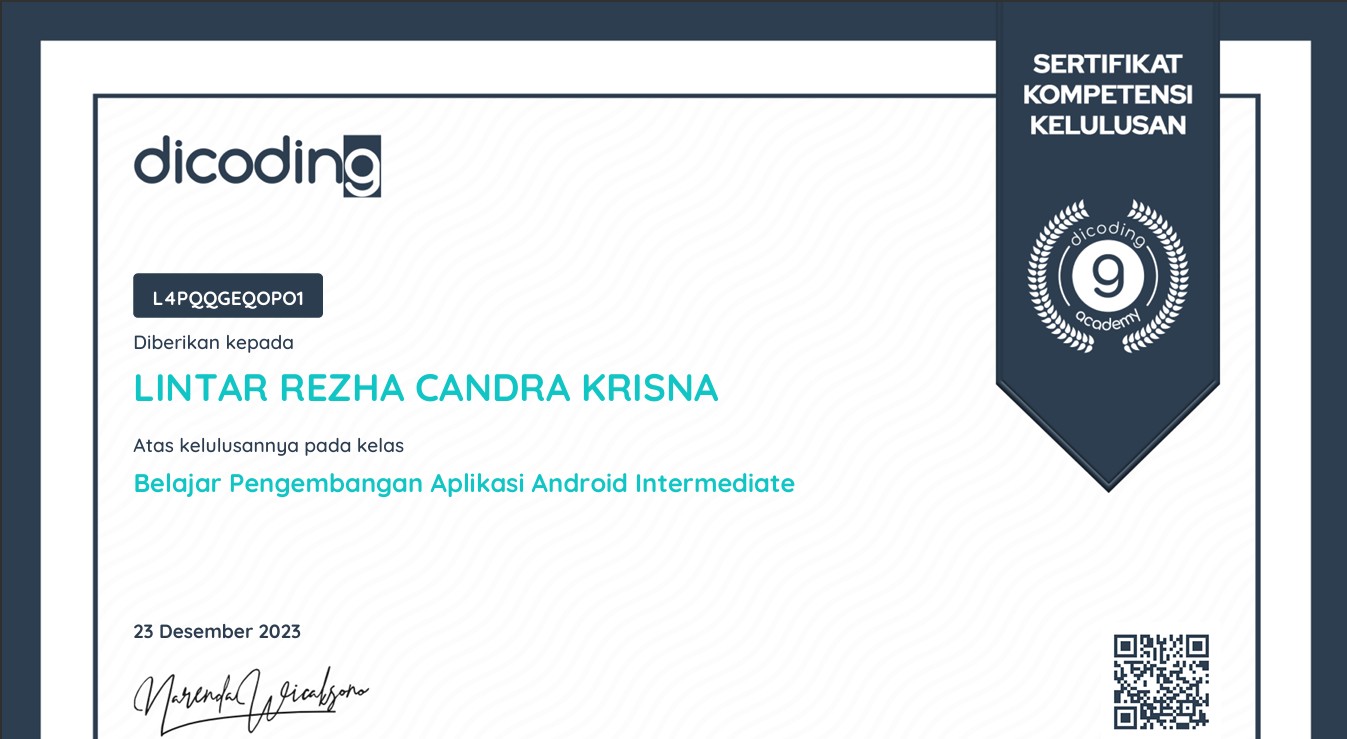 SERTIFIKAT
KOMPETENSI
KELULUSAN
dicoding
dicoding
9
academy
L4PQQGEQOPO1
Diberikan kepada
LINTAR REZHA CANDRA KRISNA
Atas kelulusannya pada kelas
Belajar Pengembangan Aplikasi Android Intermediate
23 Desember 2023
Narenda Wicaksono